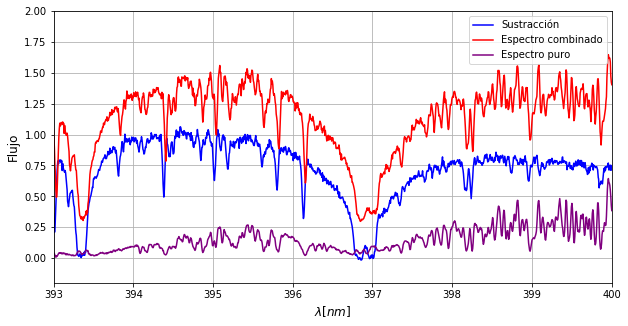 2.00
1.75
1.50
1.25
1.00
0.75
0.50
0.25
0.00
Flujo
Sustracción
Espectro combinado
Espectro puro
393 394 395 396 397 398 399 400
λ[nm]